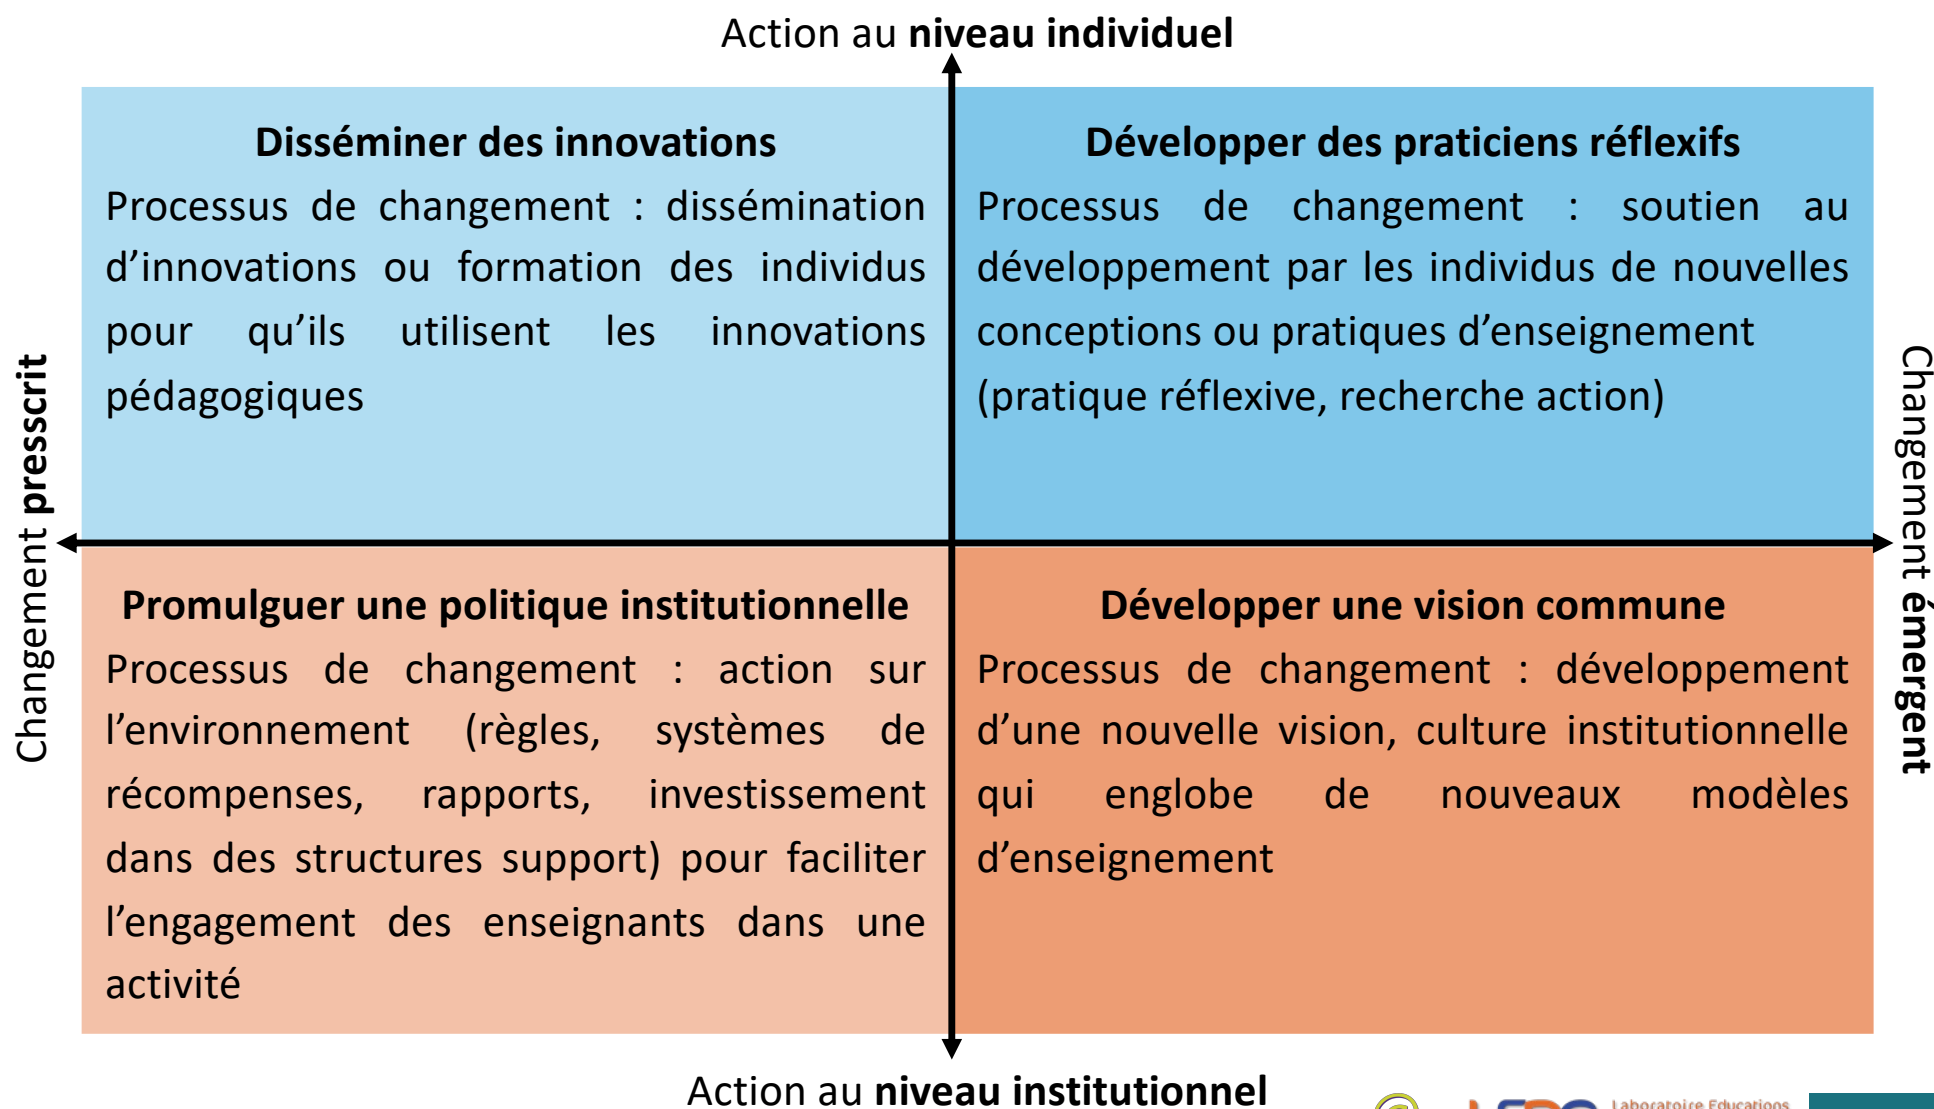 Action au niveau individuel
Disséminer des innovations
Processus de changement : dissémination
d’innovations ou formation des individus
pour qu’ils utilisent les innovations
pédagogiques
Développer des praticiens réflexifs
Processus de changement : soutien au
développement par les individus de nouvelles
conceptions ou pratiques d’enseignement
(pratique réflexive, recherche action)
Changement presscrit
Changement émergent
Promulguer une politique institutionnelle
Processus de changement : action sur
l’environnement (règles, systèmes de
récompenses, rapports, investissement
dans des structures support) pour faciliter
l’engagement des enseignants dans une
activité
Développer une vision commune
Processus de changement : développement
d’une nouvelle vision, culture institutionnelle
qui englobe de nouveaux modèles
d’enseignement
Action au niveau institutionnel
Laboratoire Educations